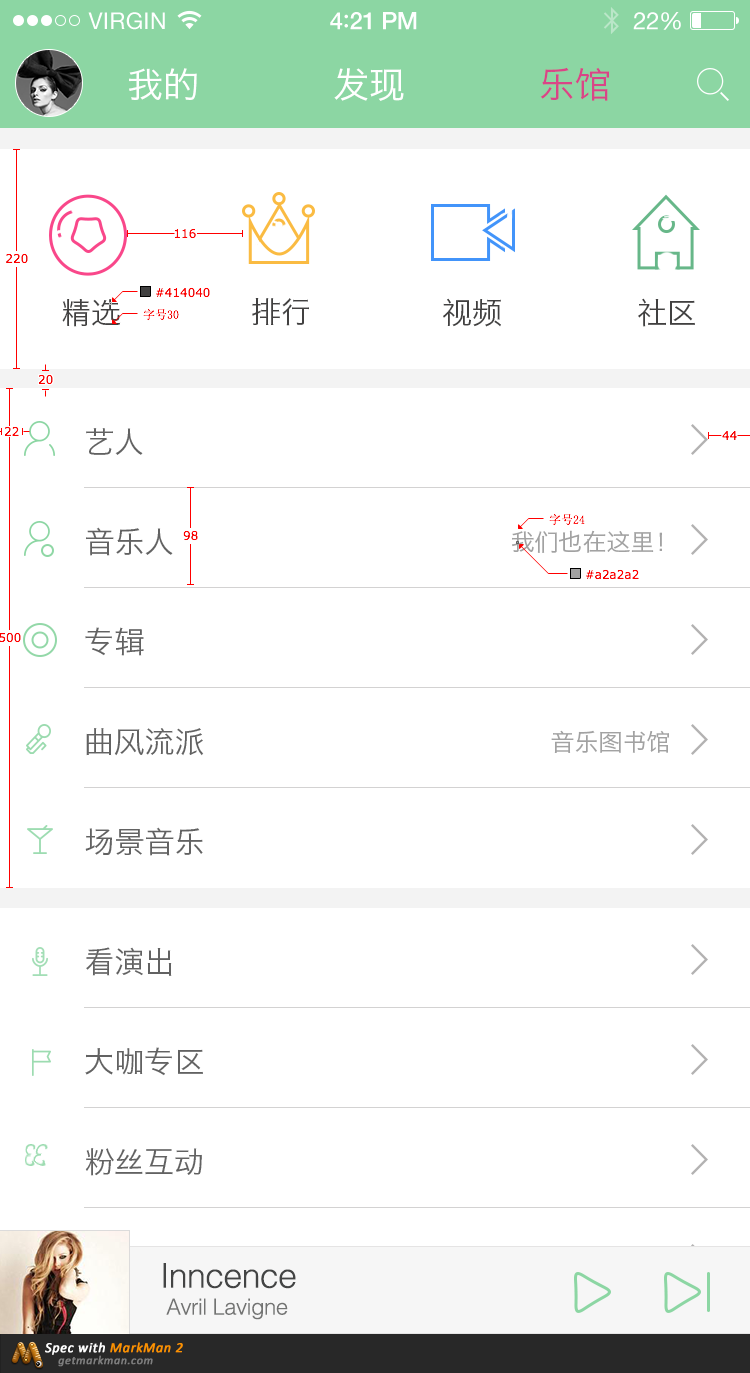 VIRGIN 4:21 PM 22%
我的 发现 乐馆
116
220
#414040
精选 字号30 排行 视频 社区
20
22 艺人 44
字号24
音乐人 98 我们也在这里！
#a2a2a2
500 专辑
曲风流派 音乐图书馆
场景音乐
看演出
大咖专区
粉丝互动
Inncence
Avril Lavigne
Spec with MarkMan 2
getmarkman.com